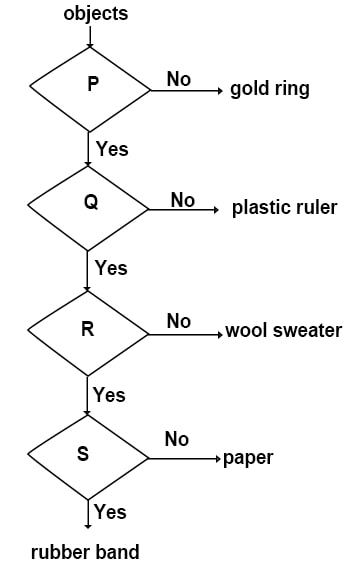 objects
P
No
gold ring
Yes
Q
No
plastic ruler
Yes
R
No
wool sweater
Yes
S
No
paper
Yes
rubber band